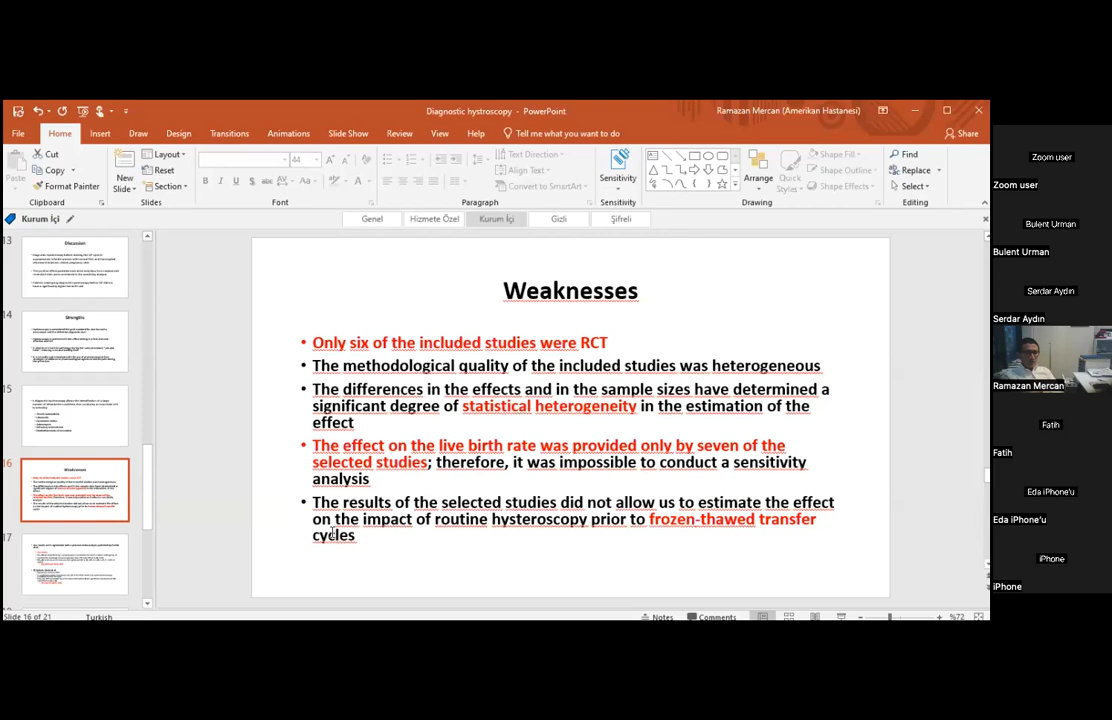 Diagnostic hystroscopy - PowerPoint
Ramazan Mercan (Amerikan Hastanesi)
File Home Insert Draw Design Transitions Animations Slide Show Review View Help Tell me what you want to do Share
Paste
Cut
Copy
Format Painter
Clipboard
New Slide
Layout
Reset
Section
Slides
44
Font
Text Direction
Align Text
Convert to SmartArt
Paragraph
Sensitivity
Sensitivity
Arrange
Quick Styles
Shape Fill
Shape Outline
Shape Effects
Drawing
Find
Replace
Select
Editing
Kurum İçi
Genel Hizmete Özel Kurum İçi Gizli Şifreli
13
Discussion
14
Strengths
15
16
Weaknesses
17
Weaknesses
• Only six of the included studies were RCT
• The methodological quality of the included studies was heterogeneous
• The differences in the effects and in the sample sizes have determined a
significant degree of statistical heterogeneity in the estimation of the
effect
• The effect on the live birth rate was provided only by seven of the
selected studies; therefore, it was impossible to conduct a sensitivity
analysis
• The results of the selected studies did not allow us to estimate the effect
on the impact of routine hysteroscopy prior to frozen-thawed transfer
cycles
Slide 16 of 21 Turkish Notes Comments %72
Zoom user
Zoom user
Bulent Urman
Bulent Urman
Serdar Aydın
Serdar Aydın
Ramazan Mercan
Fatih
Fatih
Eda iPhone'u
Eda iPhone'u
iPhone
iPhone